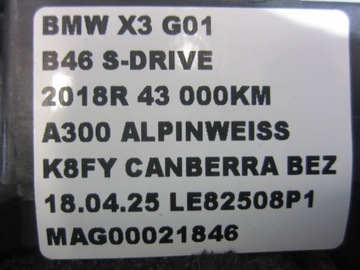 BMW X3 G01
B46 S-DRIVE
2018R 43 000KM
A300 ALPINWEISS
K8FY CANBERRA BEZ
18.04.25 LE82508P1
MAG00021846